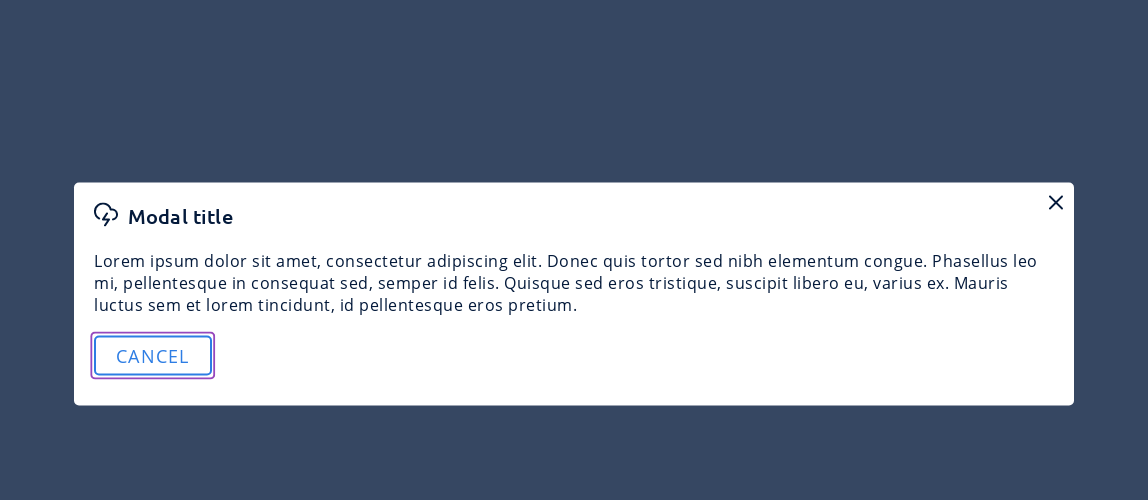 Modal title
Lorem ipsum dolor sit amet, consectetur adipiscing elit. Donec quis tortor sed nibh elementum congue. Phasellus leo
mi, pellentesque in consequat sed, semper id felis. Quisque sed eros tristique, suscipit libero eu, varius ex. Mauris
luctus sem et lorem tincidunt, id pellentesque eros pretium.
CANCEL